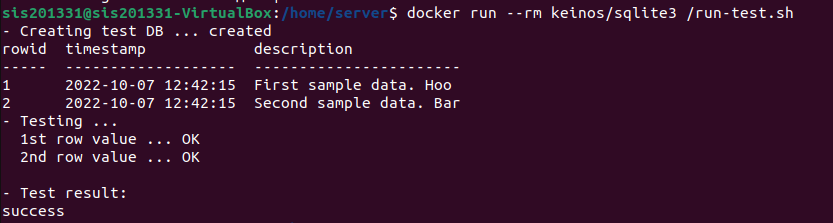 sis201331@sis201331-VirtualBox:/home/server$ docker run --rm keinos/sqlite3 /run-test.sh
- Creating test DB ... created
rowid  timestamp            description
-----  -------------------  -----------------------
1      2022-10-07 12:42:15  First sample data. Hoo
2      2022-10-07 12:42:15  Second sample data. Bar
- Testing ...
  1st row value ... OK
  2nd row value ... OK

- Test result:
success